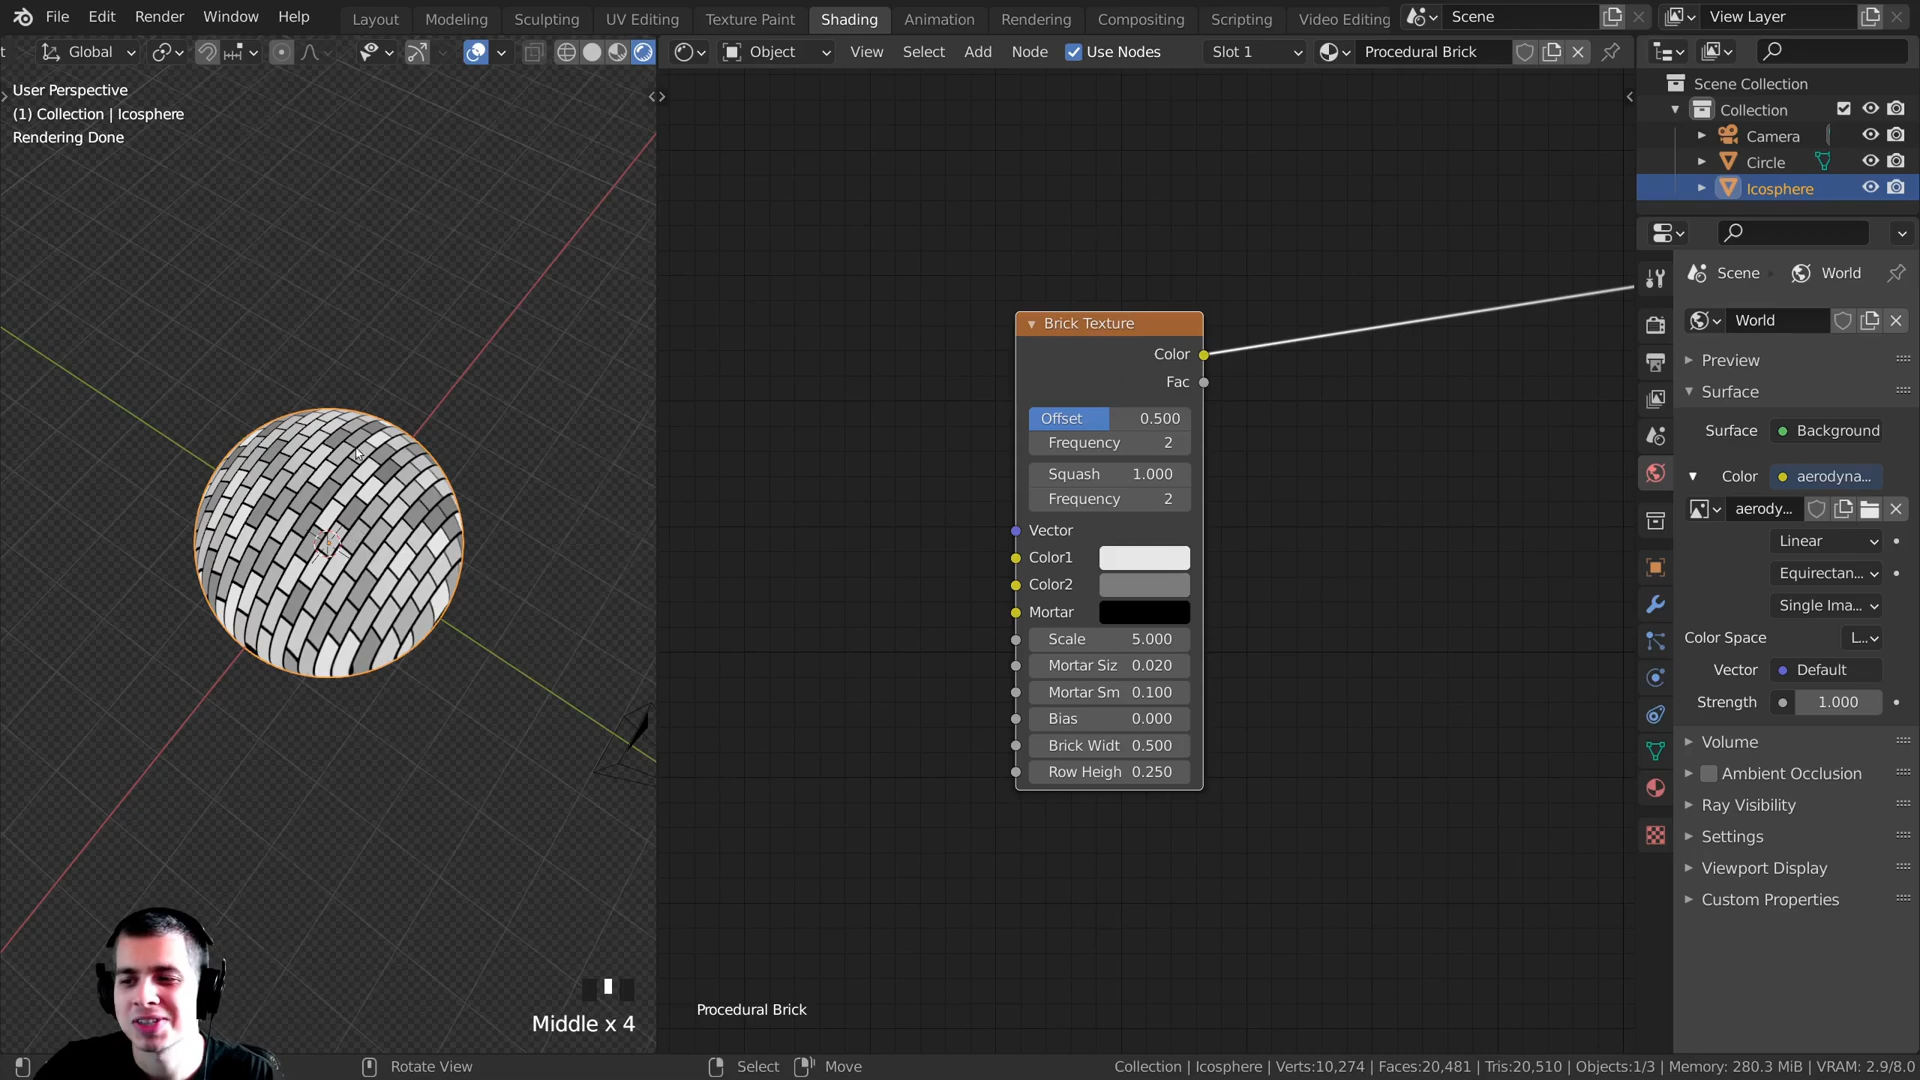 File Edit Render Window Help
Layout Modeling Sculpting UV Editing Texture Paint Shading Animation Rendering Compositing Scripting Video Editing
Scene
View Layer
Global
Object View Select Add Node Use Nodes Slot 1 Procedural Brick
User Perspective
(1) Collection | Icosphere
Rendering Done
Brick Texture
Color
Fac
Offset 0.500
Frequency 2
Squash 1.000
Frequency 2
Vector
Color1
Color2
Mortar
Scale 5.000
Mortar Siz 0.020
Mortar Sm 0.100
Bias 0.000
Brick Widt 0.500
Row Heigh 0.250
Procedural Brick
Middle x 4
Scene Collection
Collection
Camera
Circle
Icosphere
Scene World
World
Preview
Surface
Surface Background
Color aerodyna...
aerody...
Linear
Equirectan...
Single Ima...
Color Space L...
Vector Default
Strength 1.000
Volume
Ambient Occlusion
Ray Visibility
Settings
Viewport Display
Custom Properties
Rotate View
Select
Move
Collection | Icosphere | Verts:10,274 | Faces:20,481 | Tris:20,510 | Objects:1/3 | Memory: 280.3 MiB | VRAM: 2.9/8.0